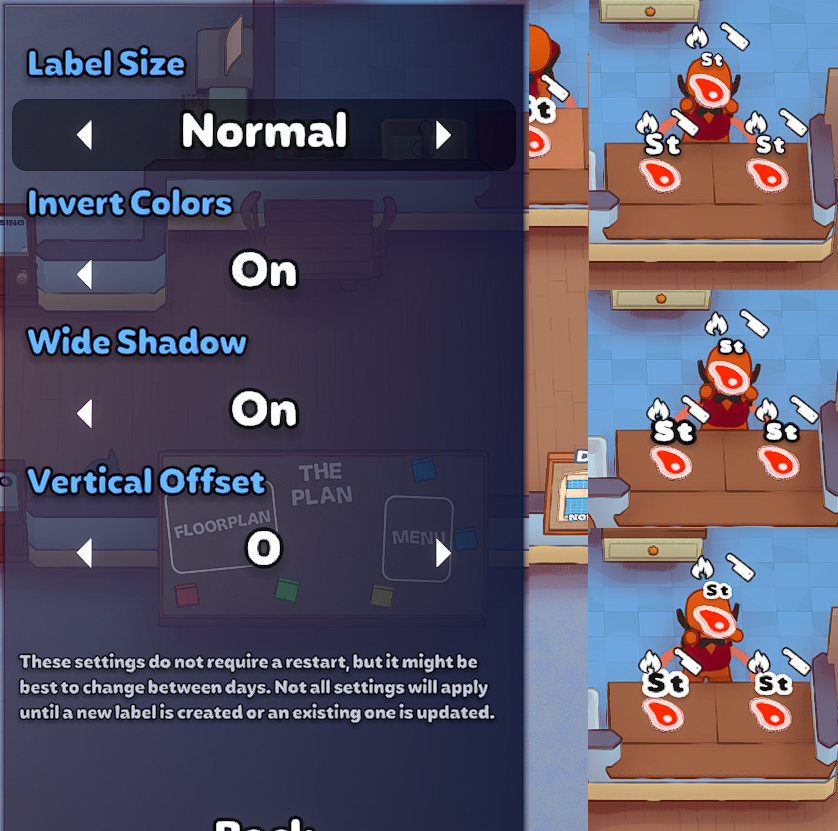 Label Size
Normal
Invert Colors
On
Wide Shadow
On
Vertical Offset
0
THE
PLAN
FLOORPLAN
MENU
These settings do not require a restart, but it might be
best to change between days. Not all settings will apply
until a new label is created or an existing one is updated.
Back
St
St
St
St
St
St
St
St
St
St